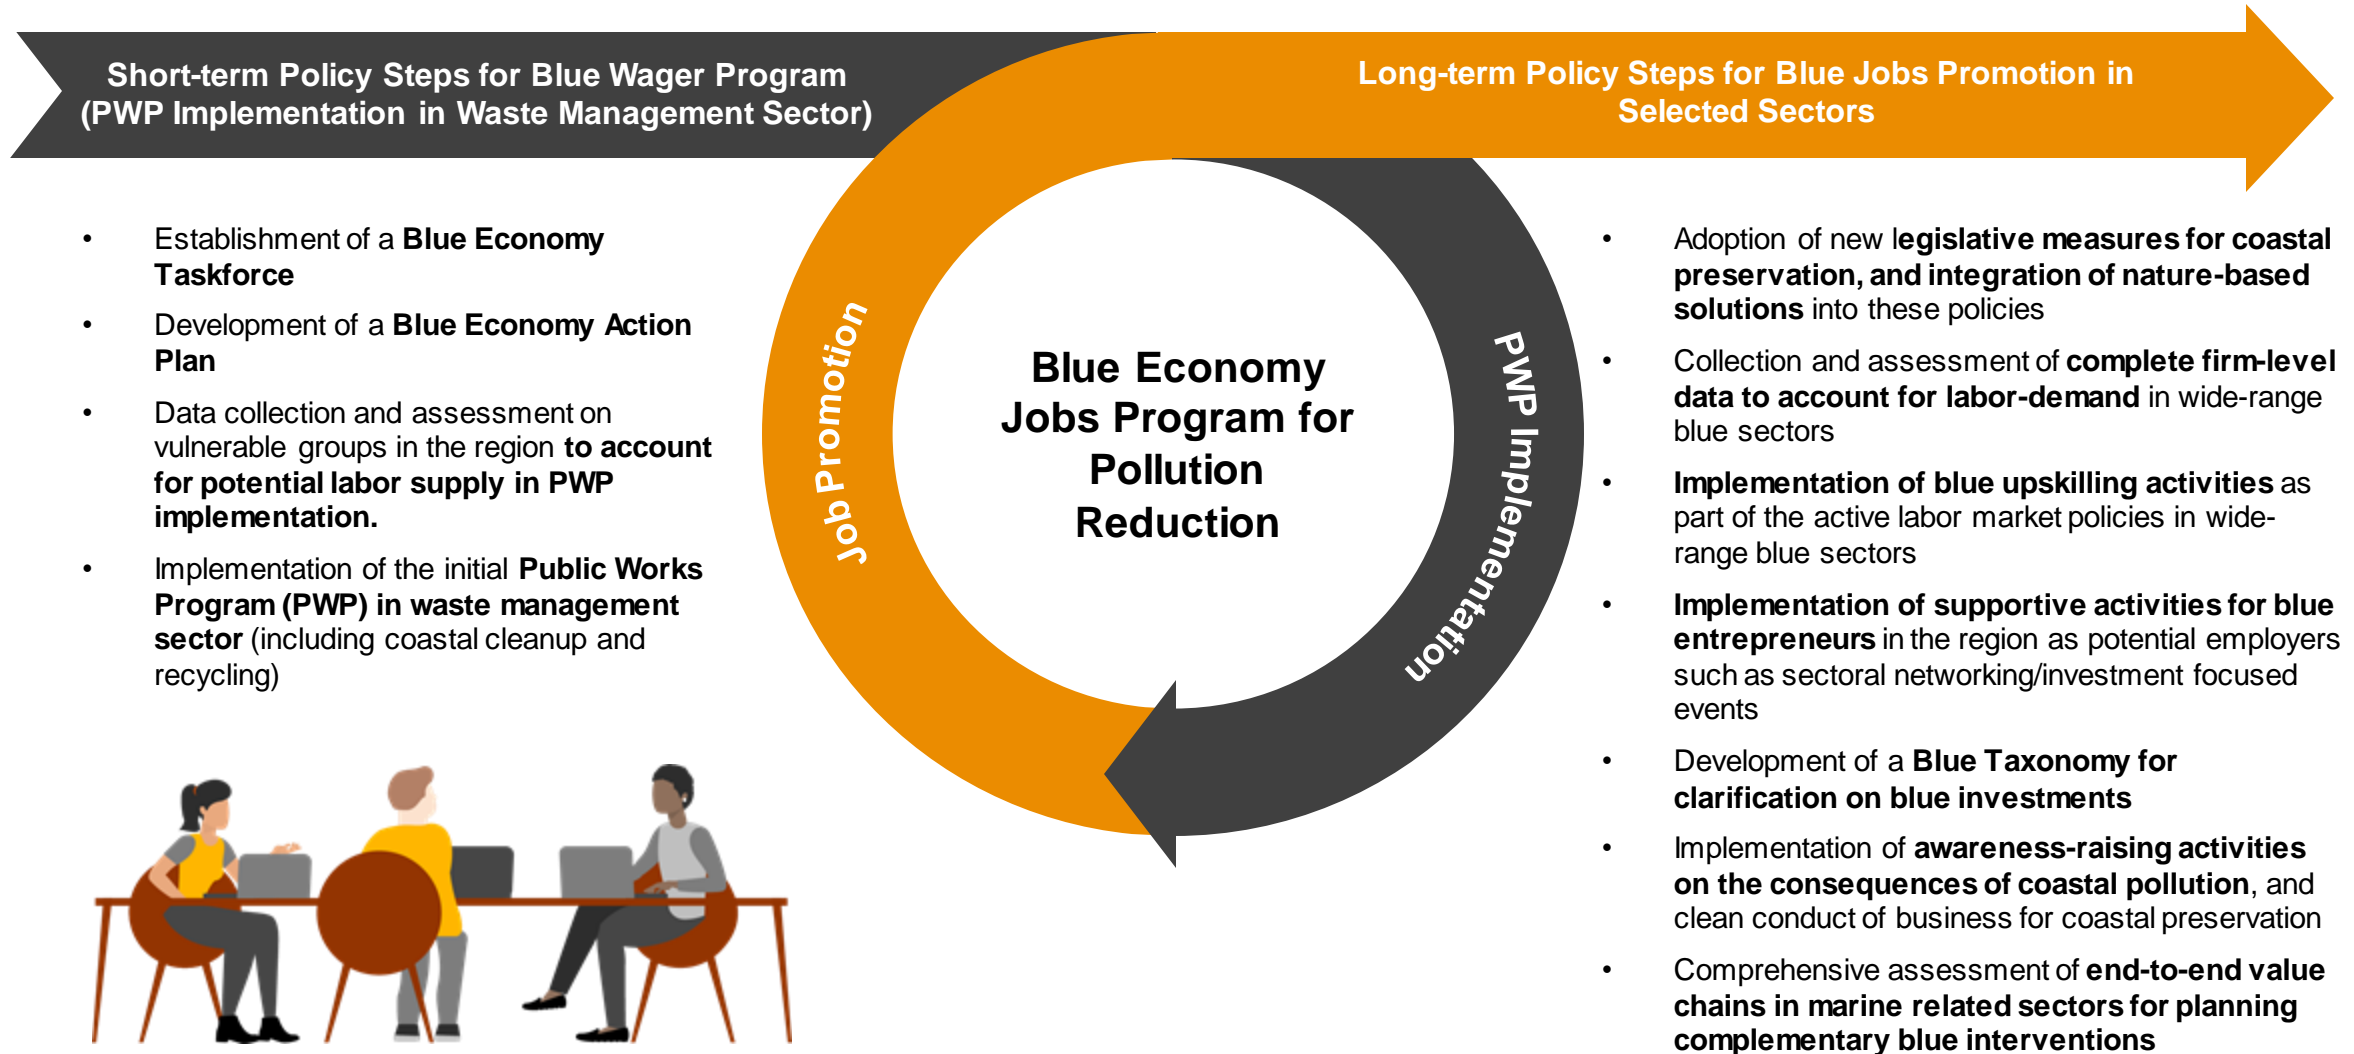 Short-term Policy Steps for Blue Wager Program
(PWP Implementation in Waste Management Sector)
Long-term Policy Steps for Blue Jobs Promotion in
Selected Sectors
• Establishment of a Blue Economy
Taskforce
• Development of a Blue Economy Action
Plan
• Data collection and assessment on
vulnerable groups in the region to account
for potential labor supply in PWP
implementation.
• Implementation of the initial Public Works
Program (PWP) in waste management
sector (including coastal cleanup and
recycling)
Job Promotion
Blue Economy
Jobs Program for
Pollution
Reduction
PWP Implementation
• Adoption of new legislative measures for coastal
preservation, and integration of nature-based
solutions into these policies
• Collection and assessment of complete firm-level
data to account for labor-demand in wide-range
blue sectors
• Implementation of blue upskilling activities as
part of the active labor market policies in wide-
range blue sectors
• Implementation of supportive activities for blue
entrepreneurs in the region as potential employers
such as sectoral networking/investment focused
events
• Development of a Blue Taxonomy for
clarification on blue investments
• Implementation of awareness-raising activities
on the consequences of coastal pollution, and
clean conduct of business for coastal preservation
• Comprehensive assessment of end-to-end value
chains in marine related sectors for planning
complementary blue interventions